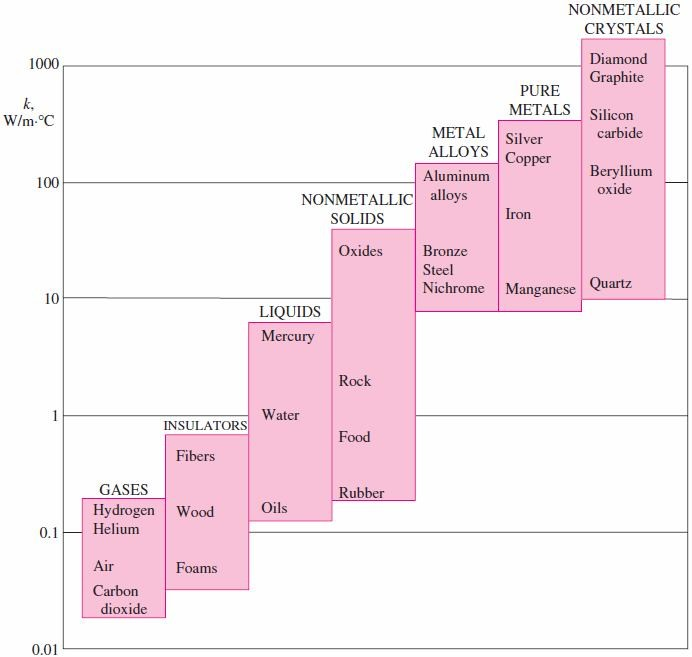 NONMETALLIC
CRYSTALS
1000
k,
W/m·°C
100
10
1
0.1
0.01
GASES
Hydrogen
Helium
Air
Carbon
dioxide
INSULATORS
Fibers
Wood
Foams
LIQUIDS
Mercury
Water
Oils
NONMETALLIC
SOLIDS
Oxides
Rock
Food
Rubber
METAL
ALLOYS
Aluminum
alloys
Bronze
Steel
Nichrome
PURE
METALS
Silver
Copper
Iron
Manganese
Diamond
Graphite
Silicon
carbide
Beryllium
oxide
Quartz